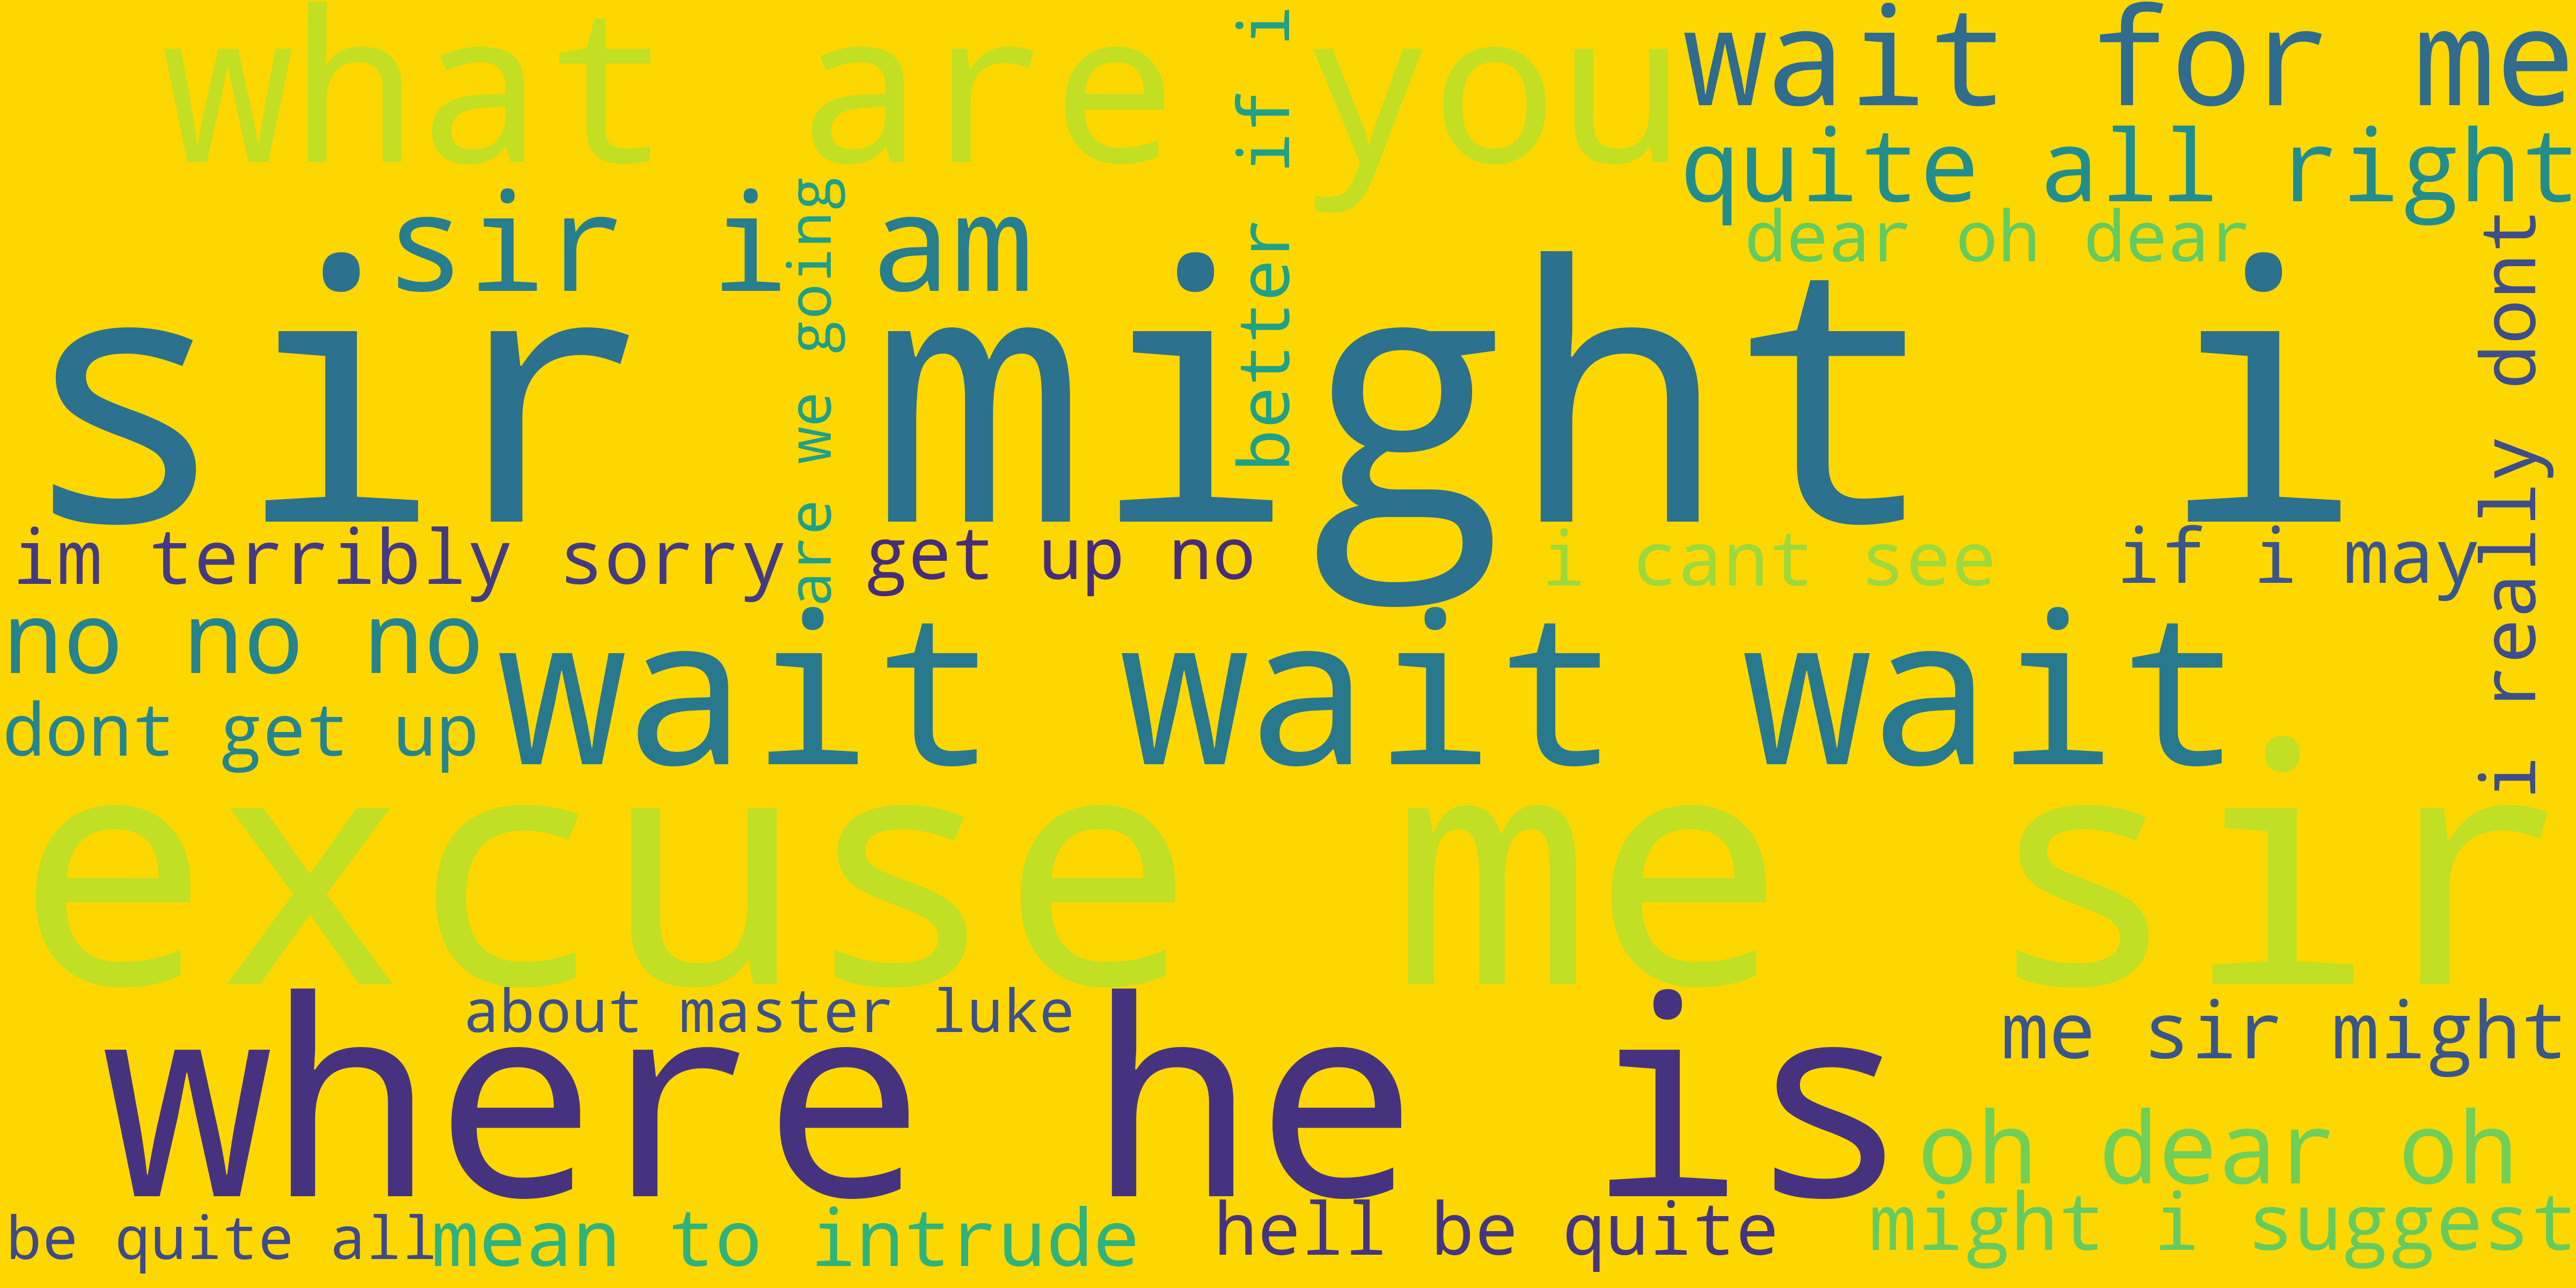 what are you
wait for me
quite all right
dear oh dear
sir i am
are we going
better if i
i really dont
sir might i
im terribly sorry
get up no
i cant see
if i may
no no no
wait wait wait
dont get up
excuse me sir
about master luke
where he is
me sir might
oh dear oh
be quite all
mean to intrude
hell be quite
might i suggest